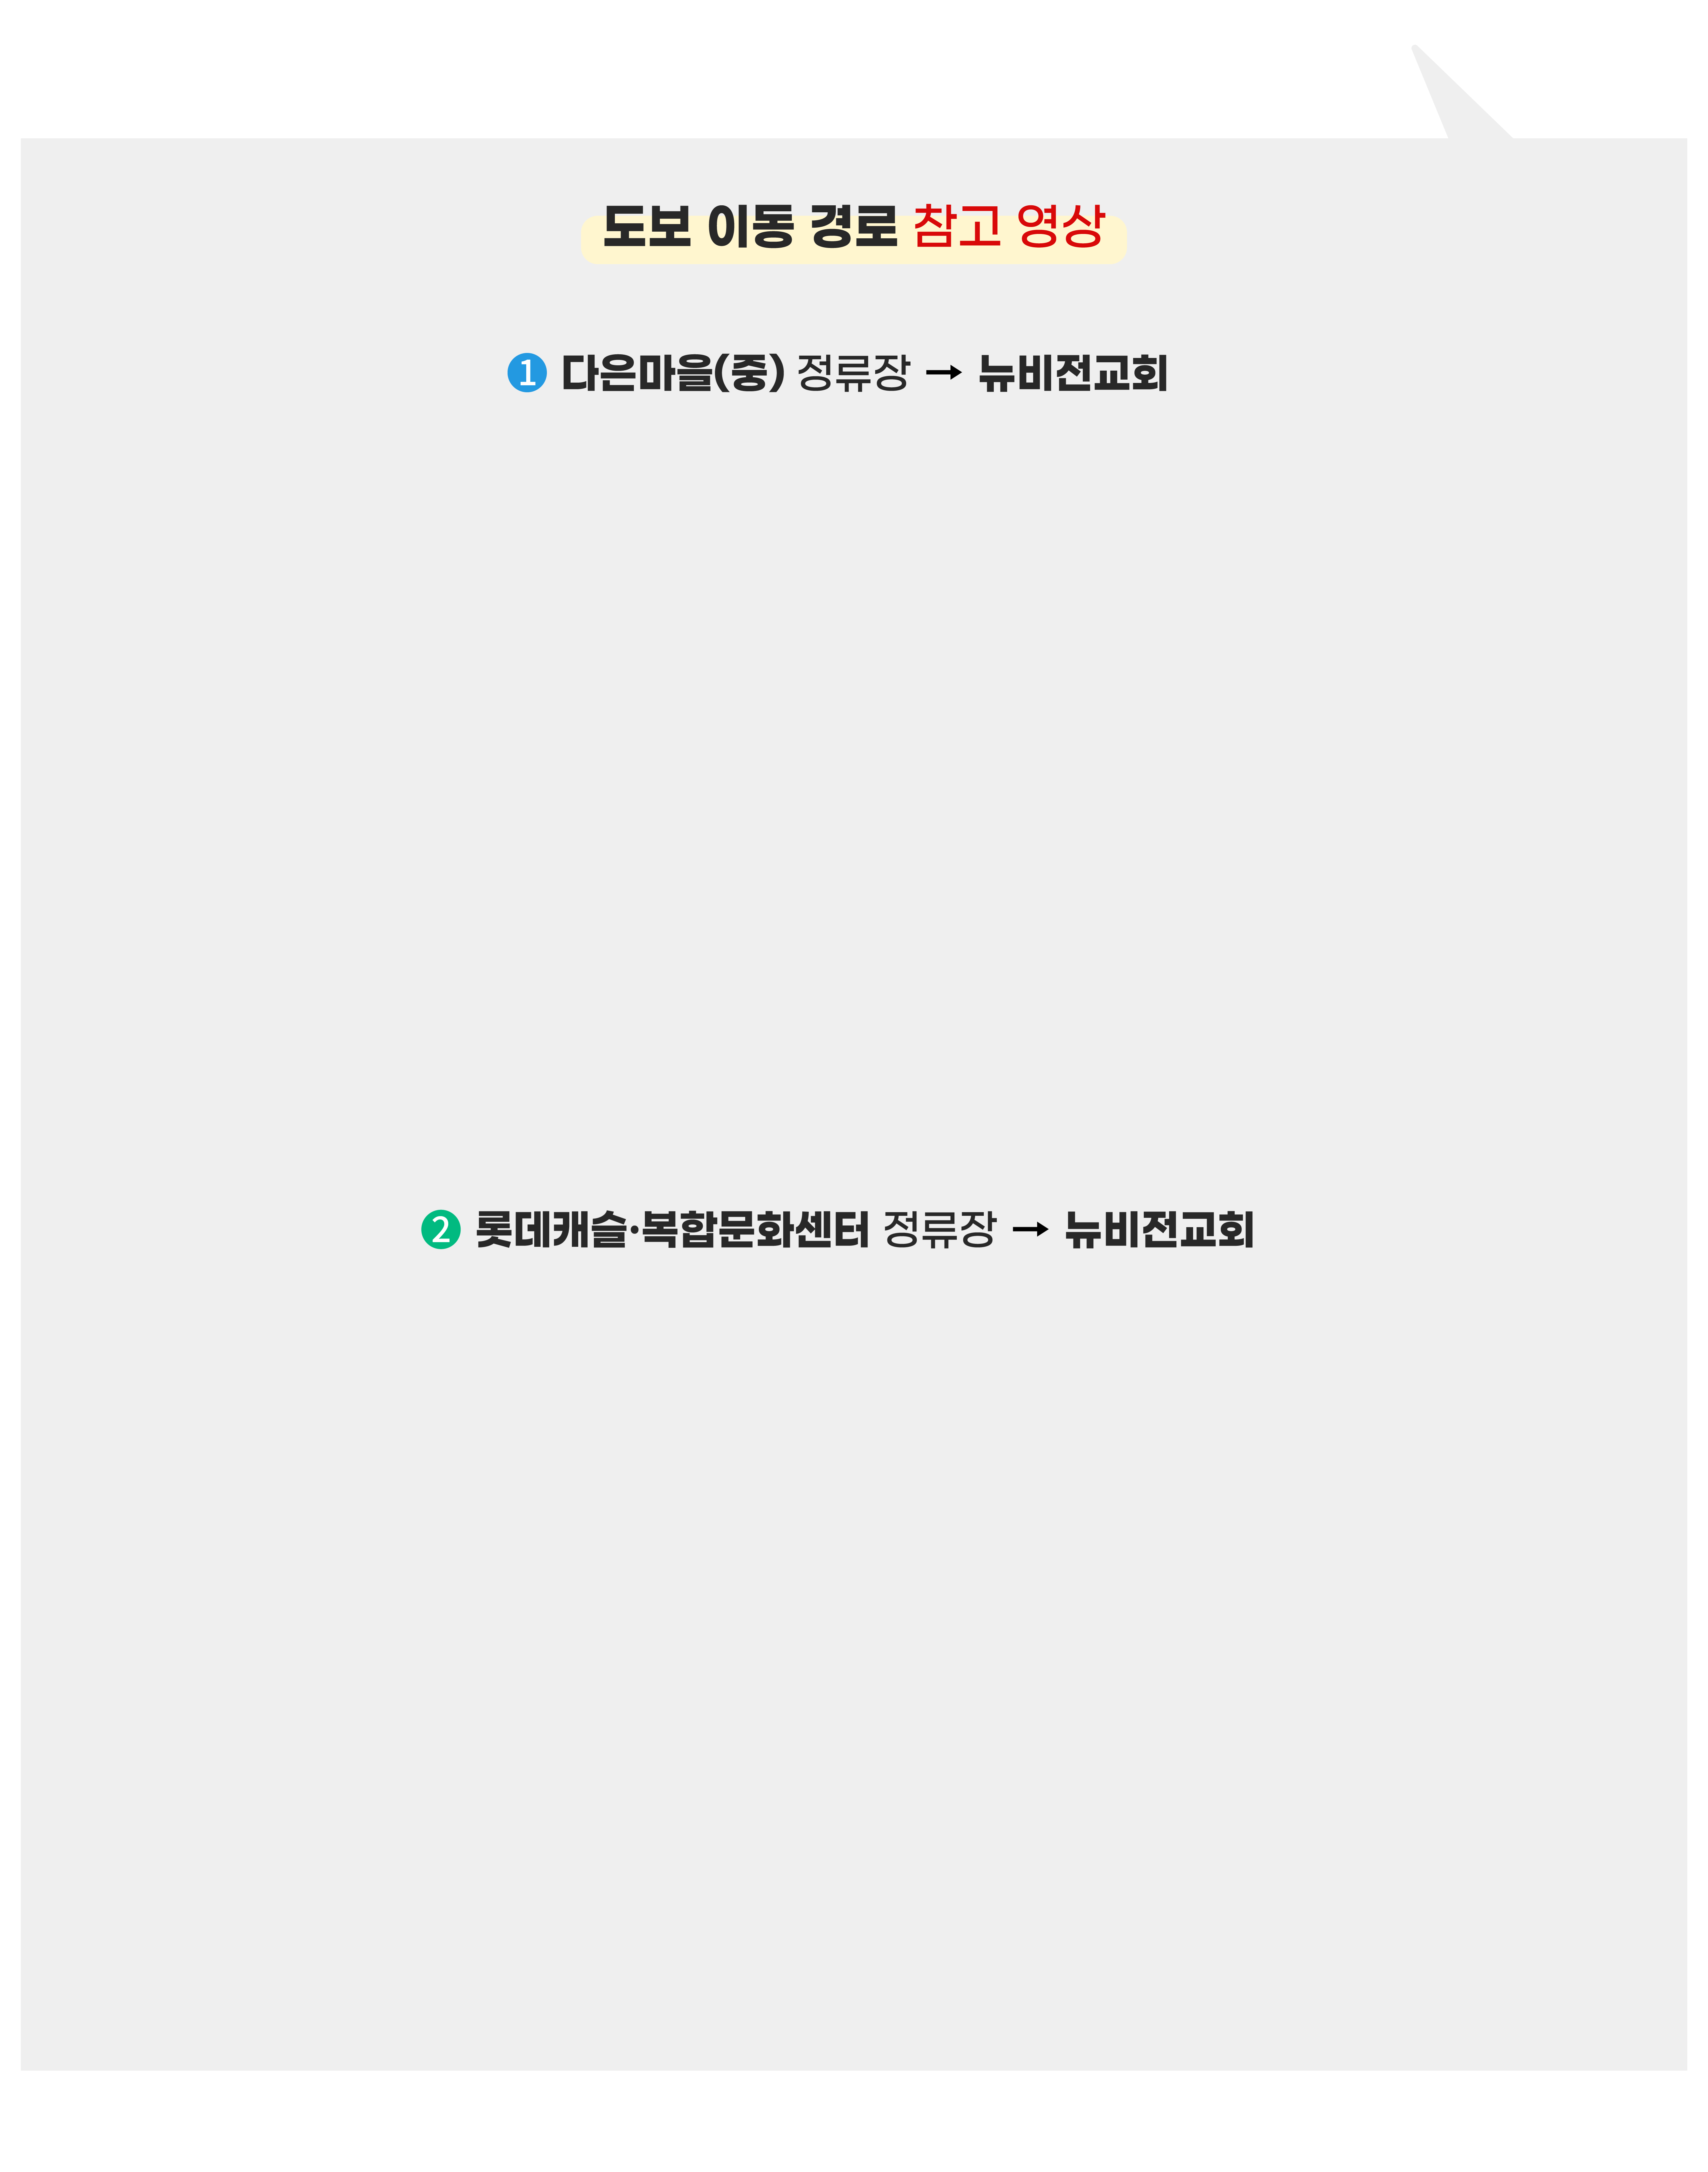 도보 이동 경로 참고 영상
1 다은마을(중) 정류장 → 뉴비전교회
2 롯데캐슬·복합문화센터 정류장 → 뉴비전교회